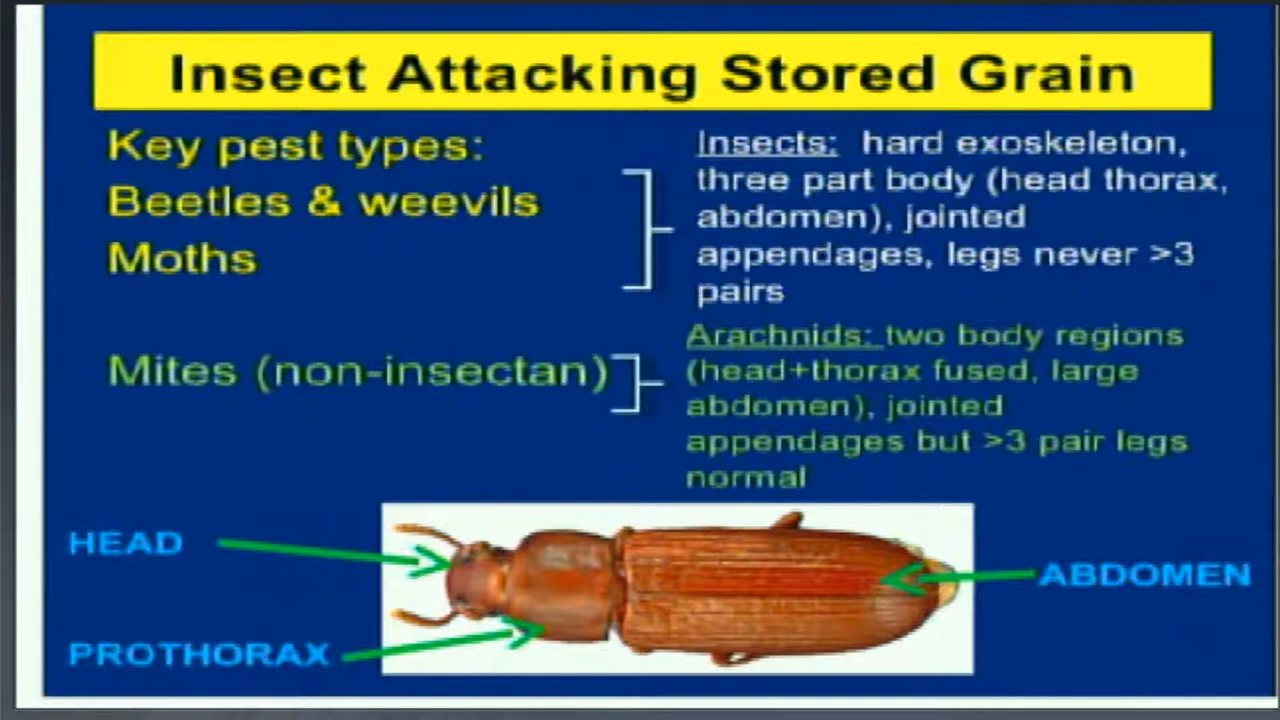 Insect Attacking Stored Grain
Key pest types:
Beetles & weevils
Moths
Insects: hard exoskeleton,
three part body (head thorax,
abdomen), jointed
appendages, legs never >3
pairs
Mites (non-insectan)
Arachnids: two body regions
(head+thorax fused, large
abdomen), jointed
appendages but >3 pair legs
normal
HEAD
PROTHORAX
ABDOMEN